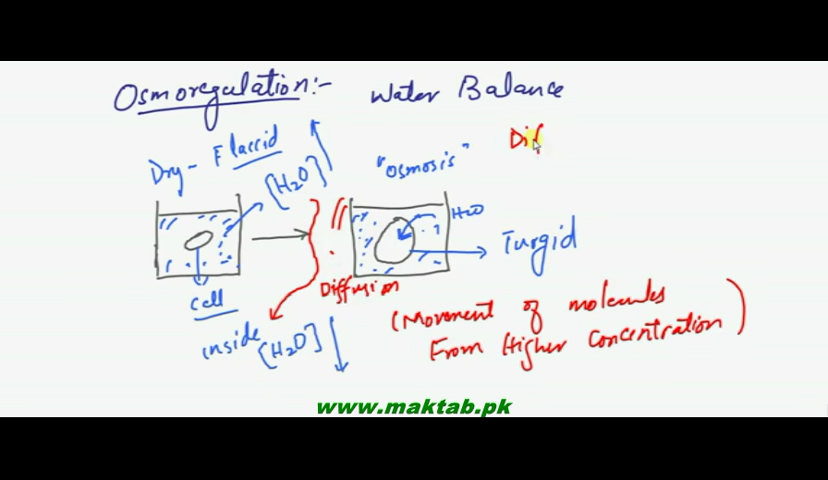 Osmoregulation:- Water Balance
Dif
Dry - Flaccid
[H2O]
"Osmosis"
H2O
Turgid
Cell
Diffusion
inside [H2O]
(Movement of molecules
From Higher concentration)
www.maktab.pk